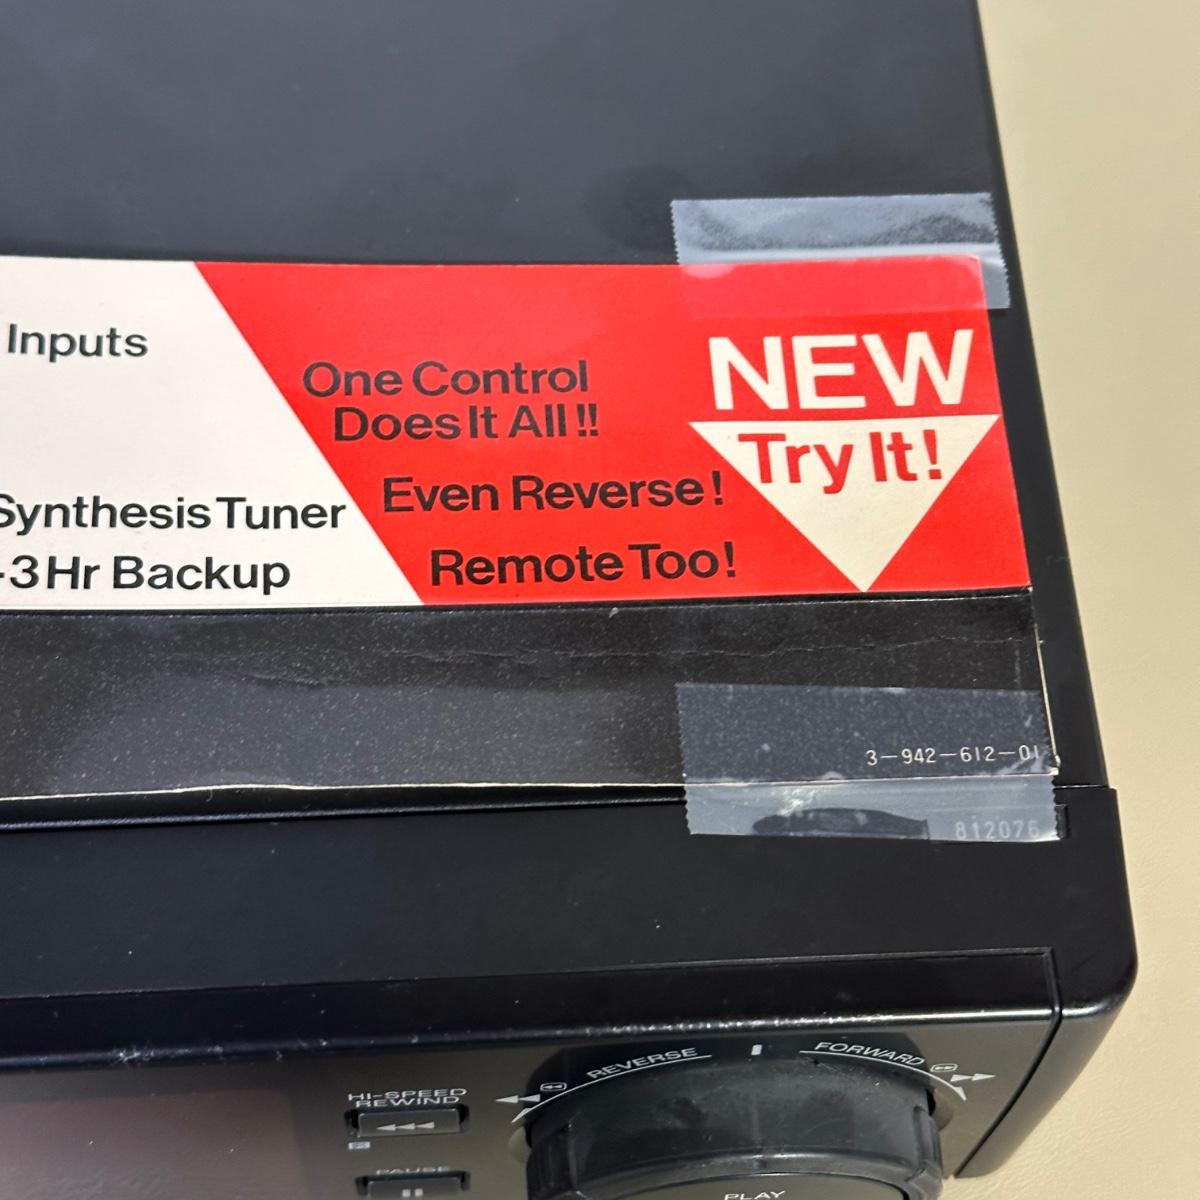 Inputs
Synthesis Tuner
-3 Hr Backup
One Control
Does It All !!
Even Reverse!
Remote Too!
NEW
Try It!
3-942-612-01
812076
REVERSE
FORWARD
HI-SPEED
REWIND
PAUSE
PLAY